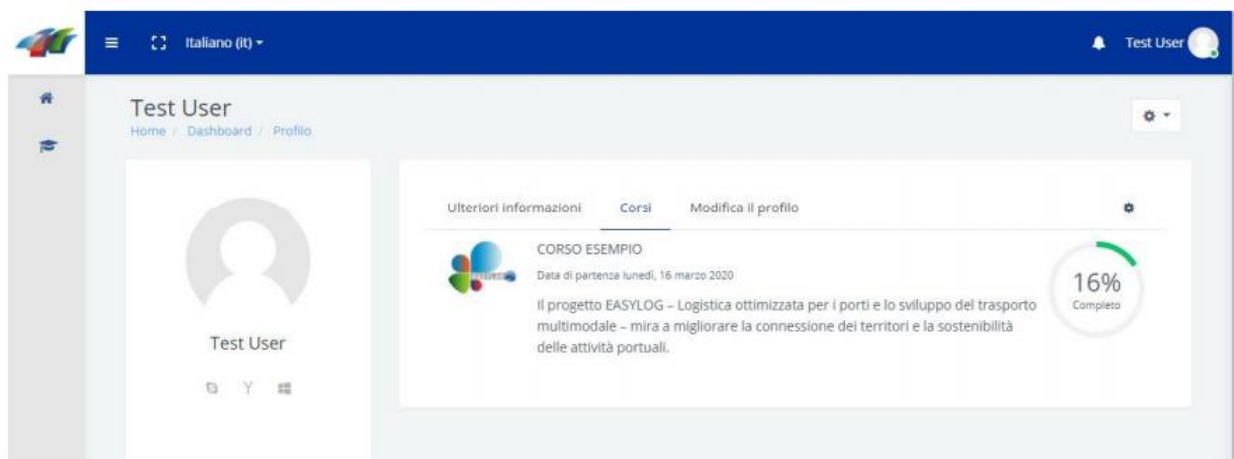 Italiano (it)
Test User
Test User
Home / Dashboard / Profilo
Ulteriori informazioni
Corsi
Modifica il profilo
CORSO ESEMPIO
Data di partenza lunedì, 16 marzo 2020
Il progetto EASYLOG – Logistica ottimizzata per i porti e lo sviluppo del trasporto
multimodale – mira a migliorare la connessione dei territori e la sostenibilità
delle attività portuali.
16%
Completo
Test User